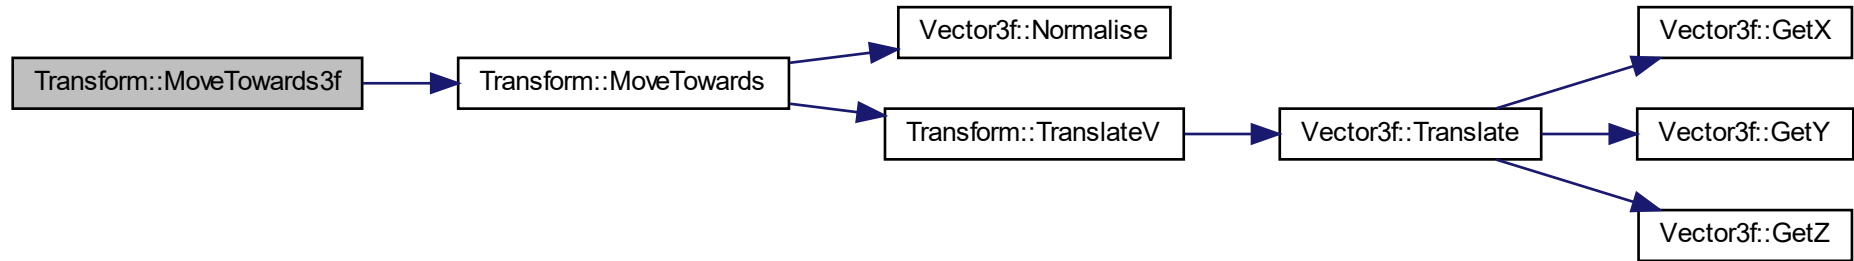 Transform::MoveTowards3f
Transform::MoveTowards
Vector3f::Normalise
Transform::TranslateV
Vector3f::Translate
Vector3f::GetX
Vector3f::GetY
Vector3f::GetZ